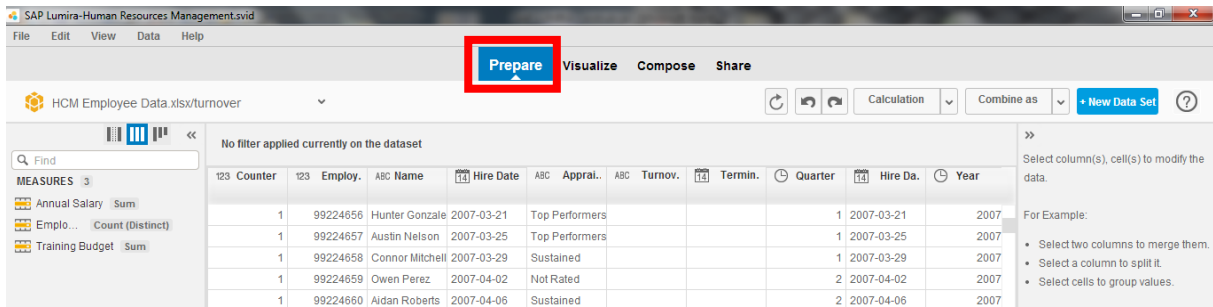 SAP Lumira-Human Resources Management.svid
File Edit View Data Help
Prepare Visualize Compose Share
HCM Employee Data.xlsx/turnover
Calculation Combine as + New Data Set ?
No filter applied currently on the dataset
Find
MEASURES 3
Annual Salary Sum
Emplo... Count (Distinct)
Training Budget Sum
123 Counter 123 Employ. ABC Name 14 Hire Date ABC Apprai.. ABC Turnov. 14 Termin. Quarter 14 Hire Da. Year
1 99224656 Hunter Gonzale 2007-03-21 Top Performers 1 2007-03-21 2007
1 99224657 Austin Nelson 2007-03-25 Top Performers 1 2007-03-25 2007
1 99224658 Connor Mitchell 2007-03-29 Sustained 1 2007-03-29 2007
1 99224659 Owen Perez 2007-04-02 Not Rated 2 2007-04-02 2007
1 99224660 Aidan Roberts 2007-04-06 Sustained 2 2007-04-06 2007
Select column(s), cell(s) to modify the
data.
For Example:
• Select two columns to merge them.
• Select a column to split it.
• Select cells to group values.